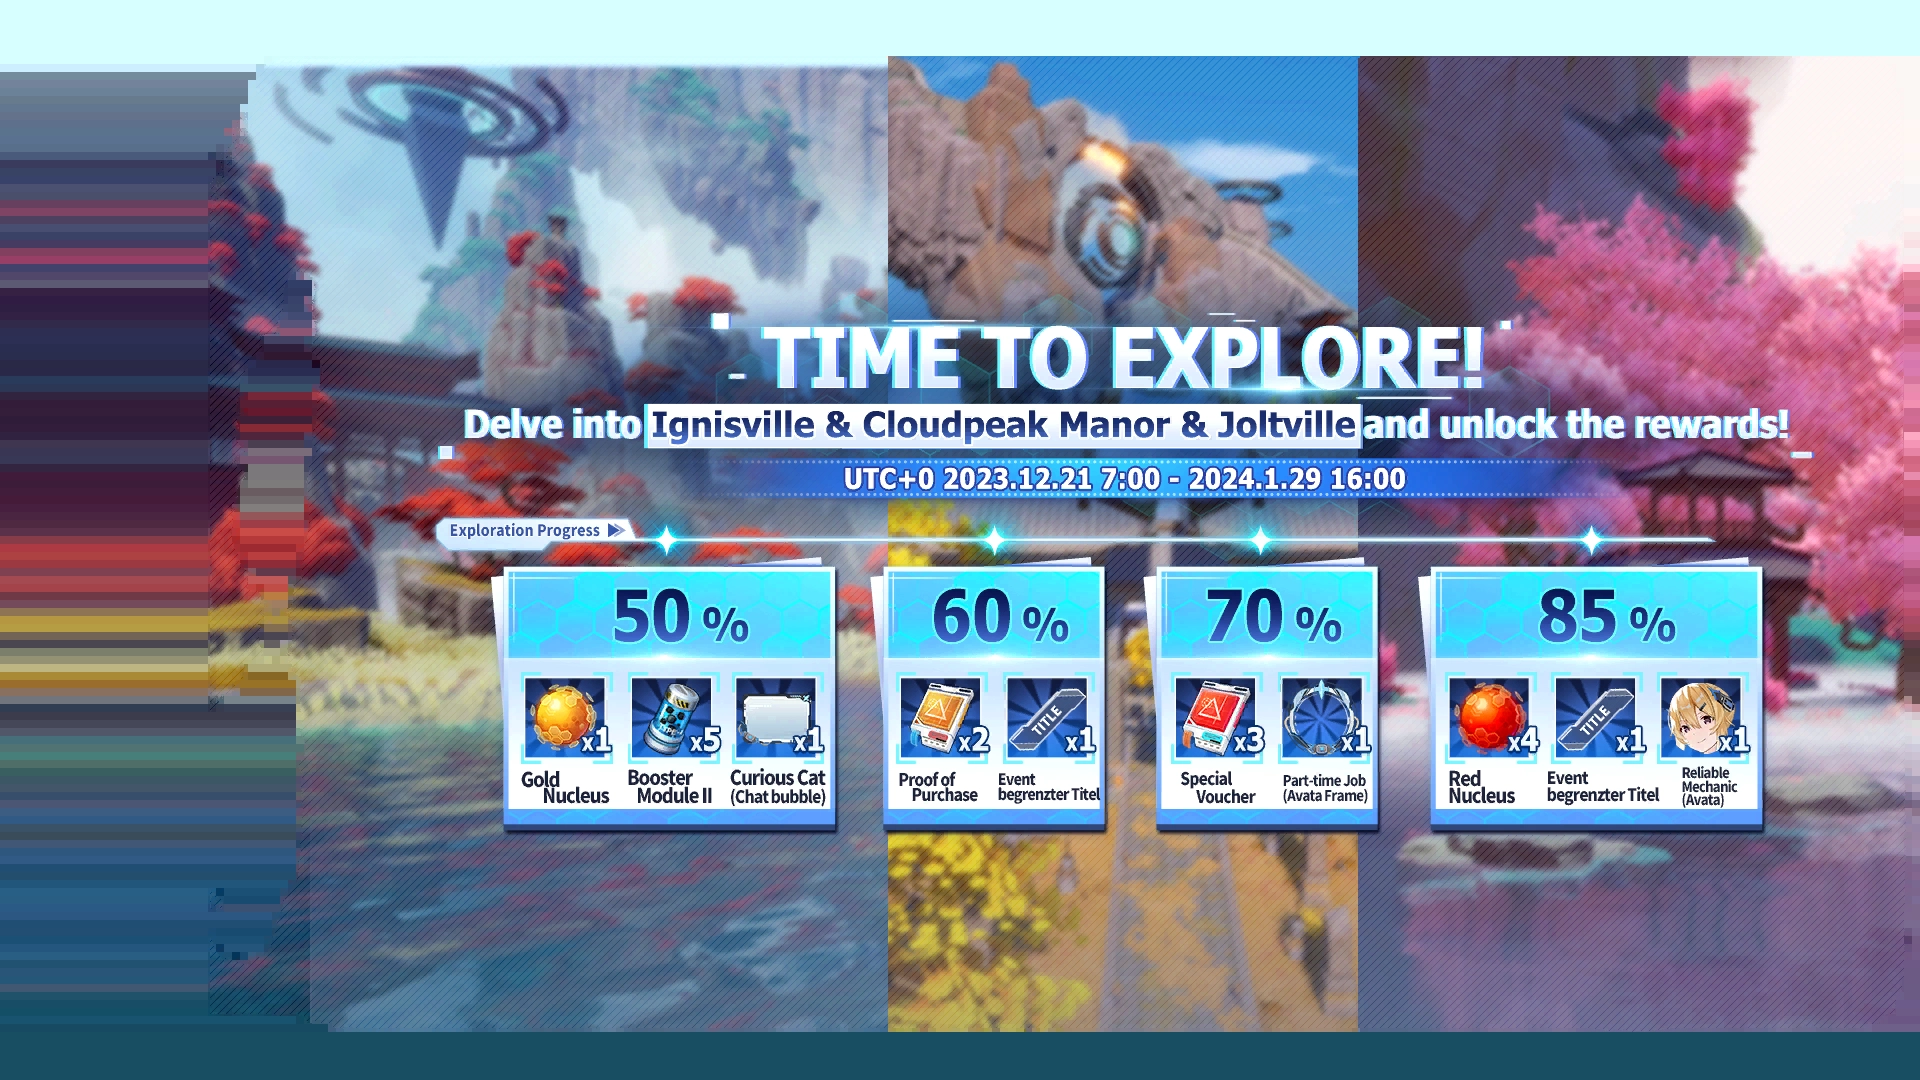 TIME TO EXPLORE!
Delve into Ignisville & Cloudpeak Manor & Joltville and unlock the rewards!
UTC+0 2023.12.21 7:00 - 2024.1.29 16:00
Exploration Progress
50 %
x1
x5
x1
Gold
Nucleus
Booster
Module II
Curious Cat
(Chat bubble)
60 %
x2
TITLE
x1
Proof of
Purchase
Event
begrenzter Titel
70 %
x3
x1
Special
Voucher
Part-time Job
(Avata Frame)
85 %
x4
TITLE
x1
x1
Red
Nucleus
Event
begrenzter Titel
Reliable
Mechanic
(Avata)